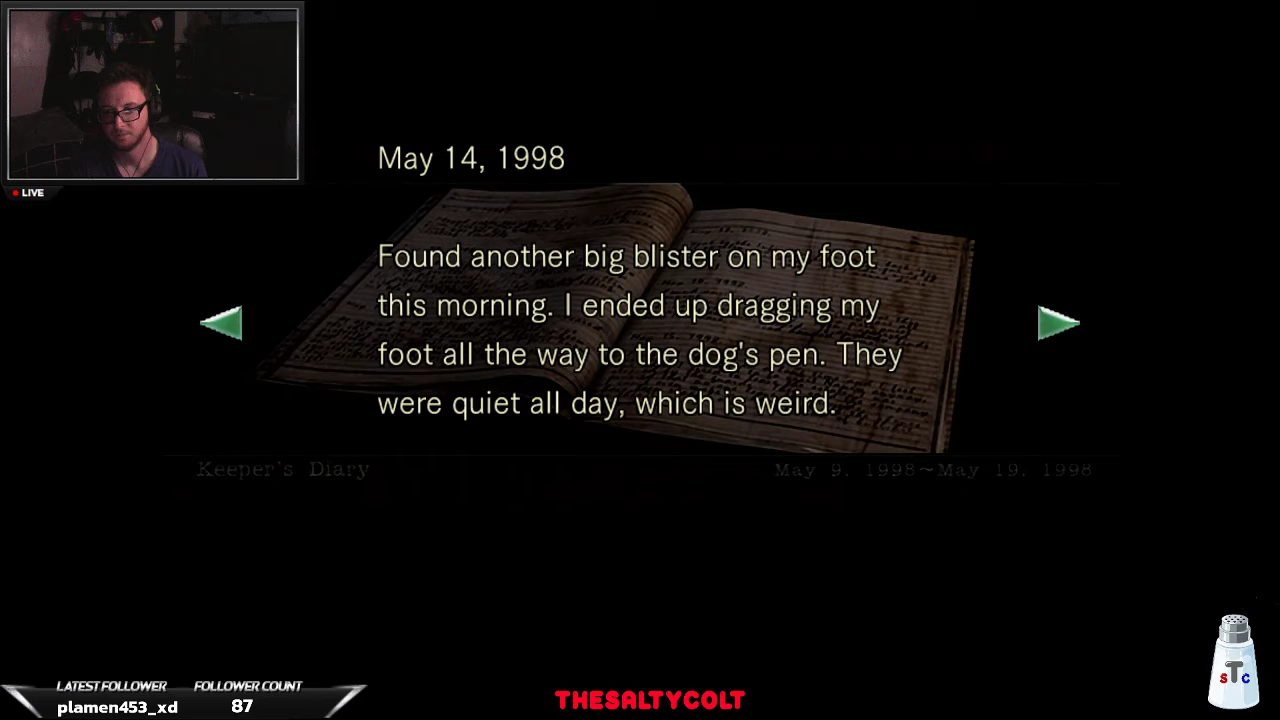 LIVE
May 14, 1998
Found another big blister on my foot
this morning. I ended up dragging my
foot all the way to the dog's pen. They
were quiet all day, which is weird.
Keeper's Diary
May 9. 1998~May 19. 1998
LATEST FOLLOWER
FOLLOWER COUNT
plamen453_xd
87
THESALTYCOLT
STC